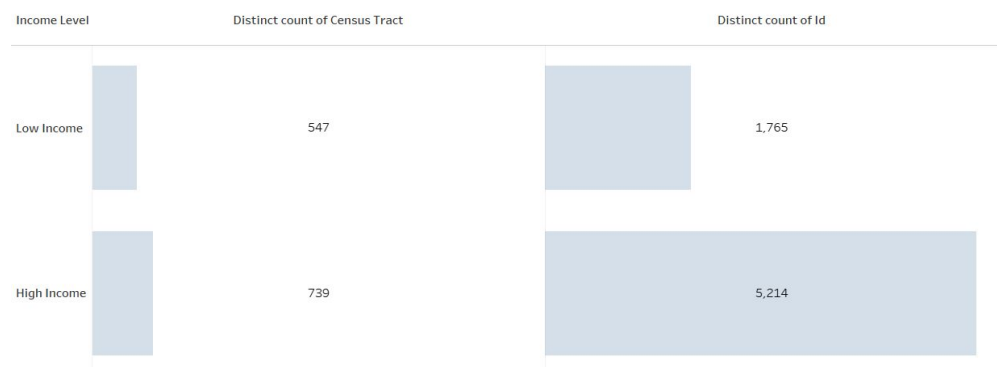 Income Level Distinct count of Census Tract Distinct count of Id
Low Income 547 1,765
High Income 739 5,214